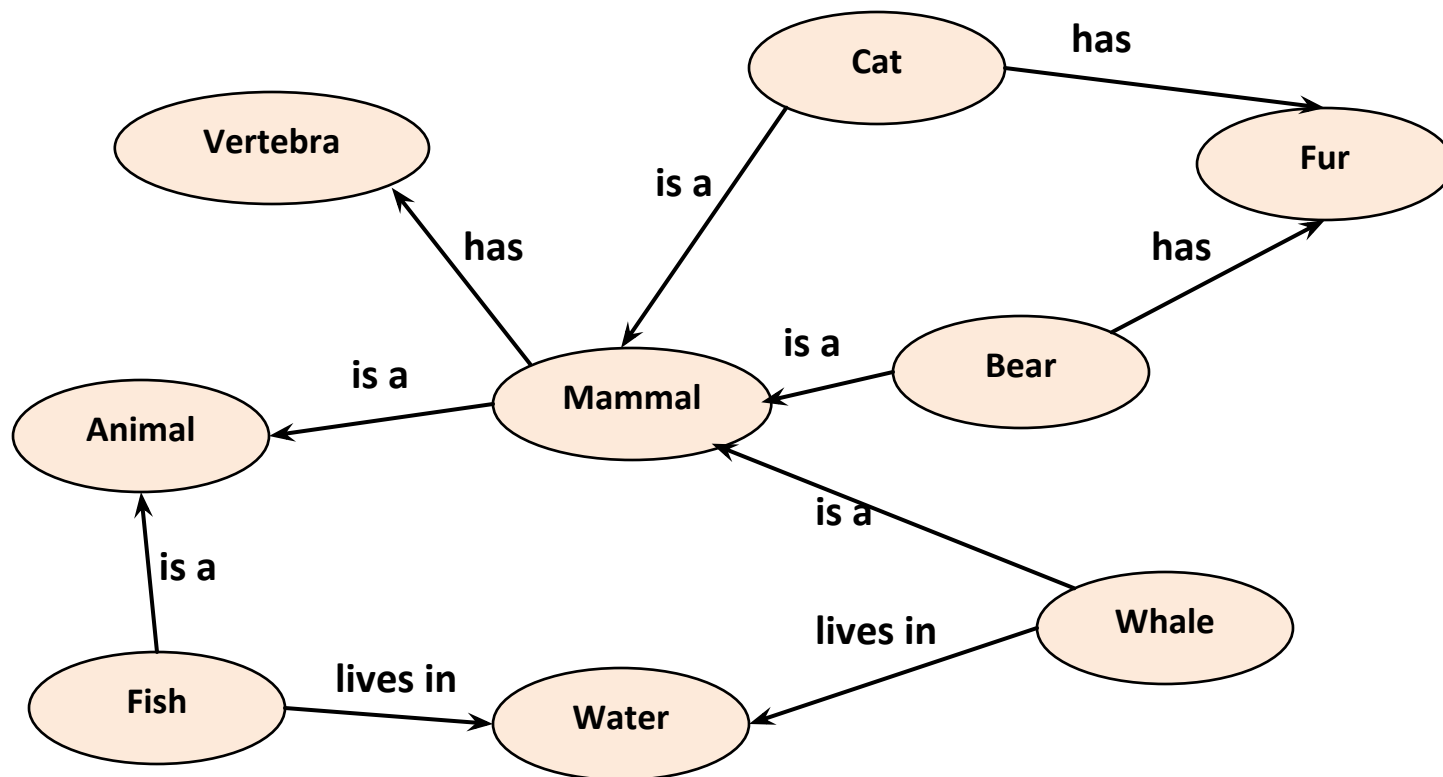 has
Cat
Vertebra
Fur
is a
has
has
is a
Bear
is a
Mammal
Animal
is a
is a
Whale
lives in
lives in
Fish
Water